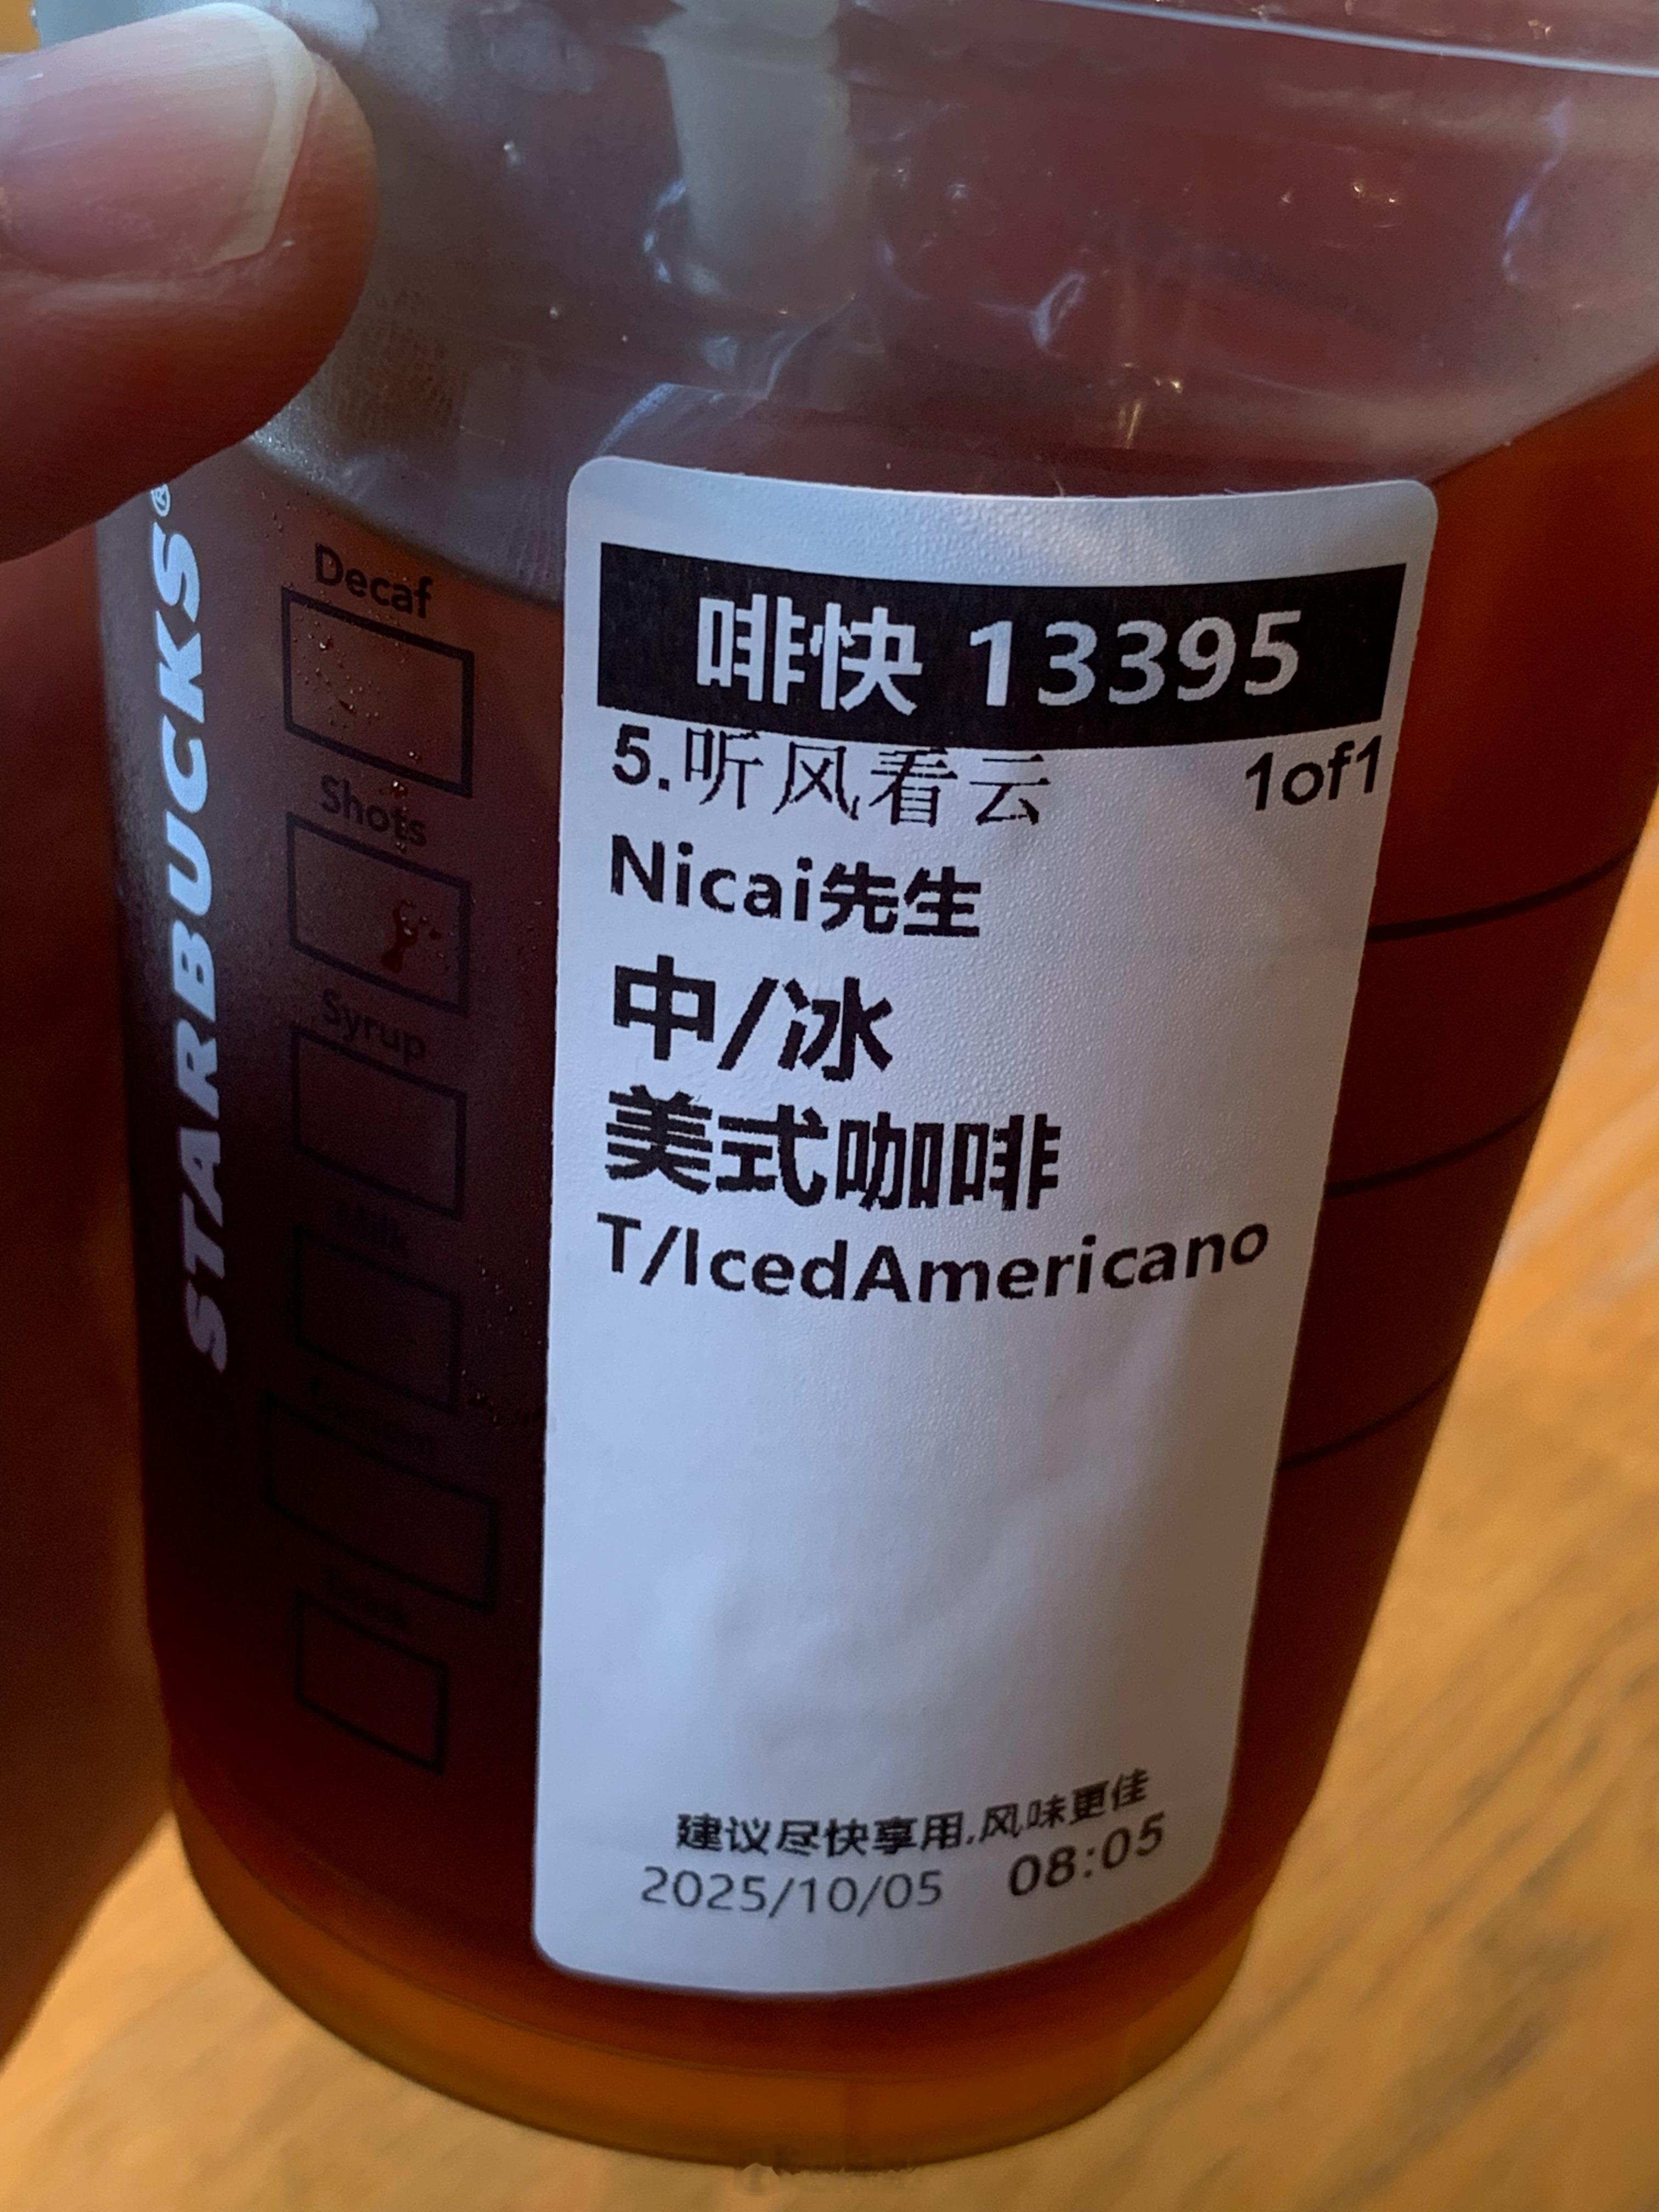 STARBUCKS®
Decaf
Shots
Syrup
啡快 13395
5.听风看云 1of1
Nicai先生
中/冰
美式咖啡
T/IcedAmericano
建议尽快享用,风味更佳
2025/10/05 08:05